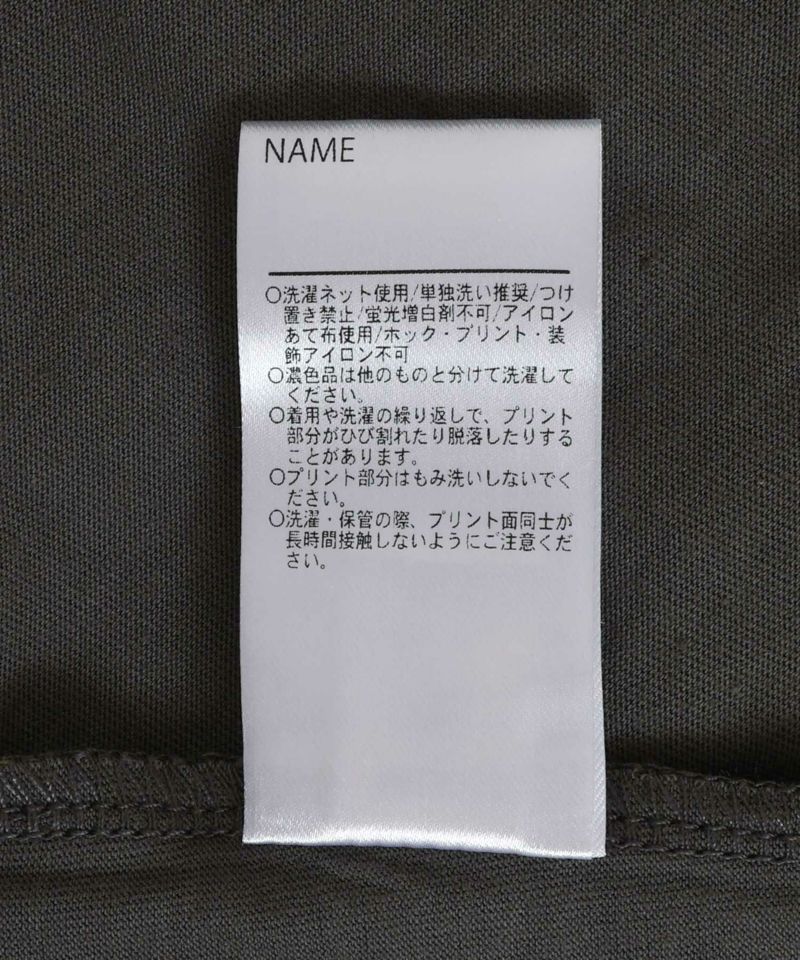 NAME
○洗濯ネット使用/単独洗い推奨/つけ
置き禁止/蛍光増白剤不可/アイロン
あて布使用/ホック・プリント・装
飾アイロン不可
○濃色品は他のものと分けて洗濯して
ください。
○着用や洗濯の繰り返しで、プリント
部分がひび割れたり脱落したりする
ことがあります。
○プリント部分はもみ洗いしないでく
ださい。
○洗濯・保管の際、プリント面同士が
長時間接触しないようにご注意くだ
さい。